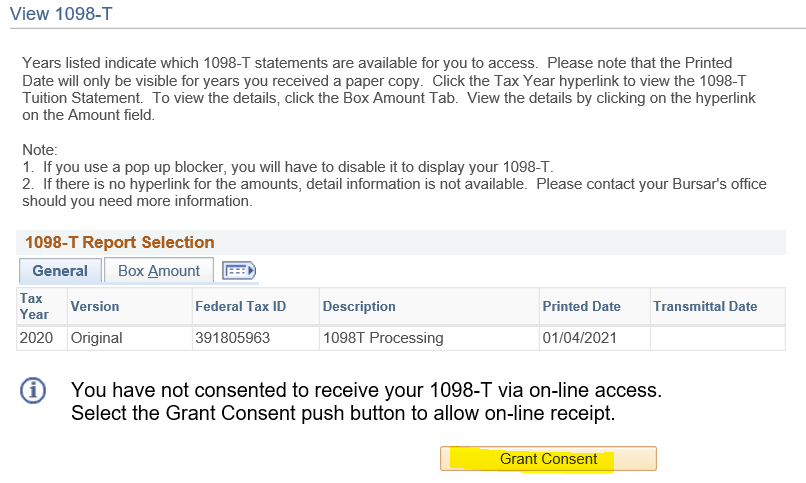 View 1098-T
Years listed indicate which 1098-T statements are available for you to access.  Please note that the Printed
Date will only be visible for years you received a paper copy.  Click the Tax Year hyperlink to view the 1098-T
Tuition Statement.  To view the details, click the Box Amount Tab.  View the details by clicking on the hyperlink
on the Amount field.
Note:
1.  If you use a pop up blocker, you will have to disable it to display your 1098-T.
2.  If there is no hyperlink for the amounts, detail information is not available.  Please contact your Bursar's office
should you need more information.
1098-T Report Selection
General Box Amount
Tax Year Version Federal Tax ID Description Printed Date Transmittal Date
2020 Original 391805963 1098T Processing 01/04/2021
You have not consented to receive your 1098-T via on-line access.
Select the Grant Consent push button to allow on-line receipt.
Grant Consent